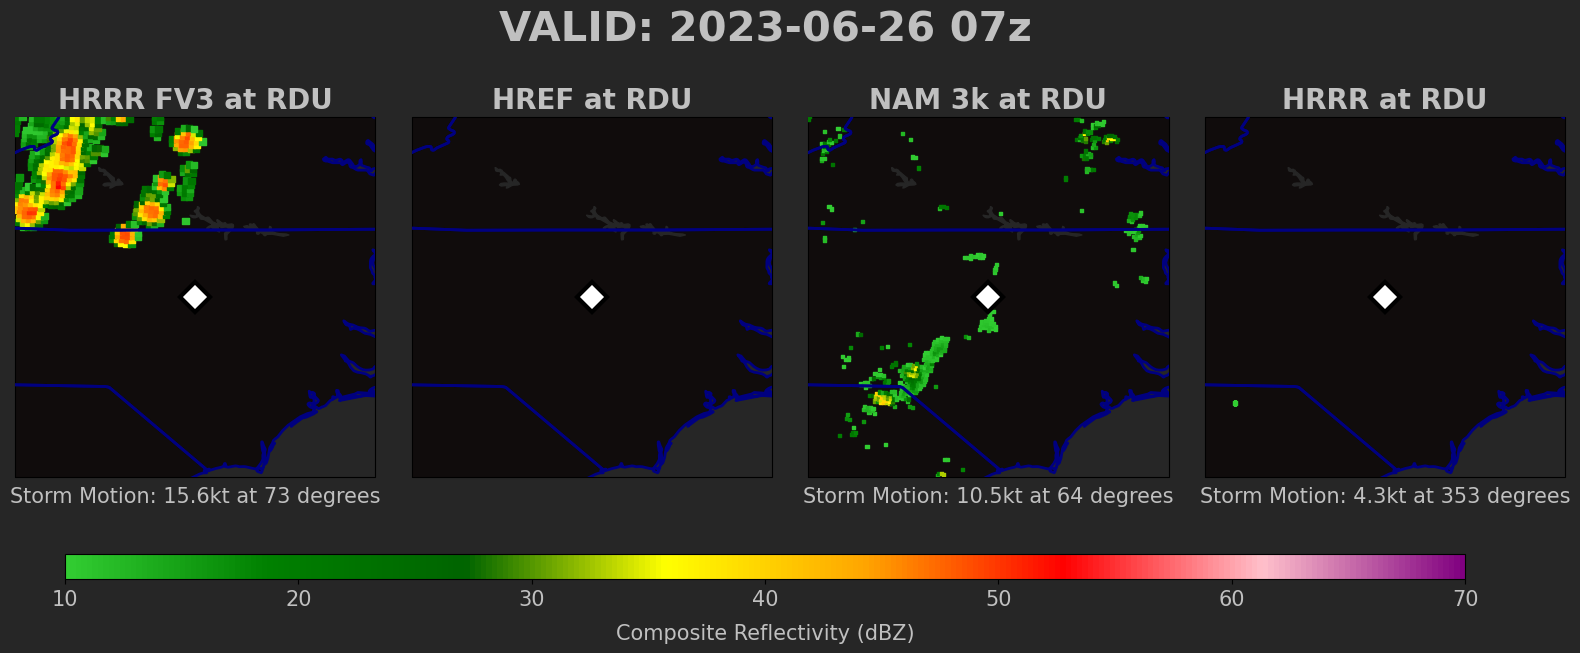 VALID: 2023-06-26 07z
HRRR FV3 at RDU
HREF at RDU
NAM 3k at RDU
HRRR at RDU
Storm Motion: 15.6kt at 73 degrees
Storm Motion: 10.5kt at 64 degrees
Storm Motion: 4.3kt at 353 degrees
10 20 30 40 50 60 70
Composite Reflectivity (dBZ)